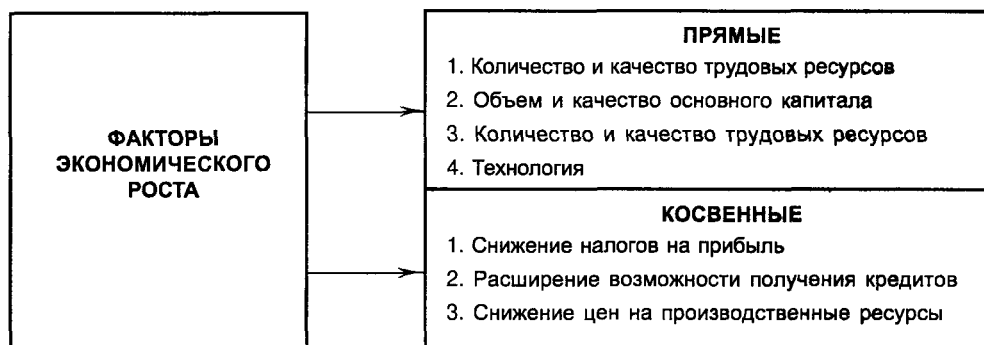 ФАКТОРЫ
ЭКОНОМИЧЕСКОГО
РОСТА
ПРЯМЫЕ
1. Количество и качество трудовых ресурсов
2. Объем и качество основного капитала
3. Количество и качество трудовых ресурсов
4. Технология
КОСВЕННЫЕ
1. Снижение налогов на прибыль
2. Расширение возможности получения кредитов
3. Снижение цен на производственные ресурсы